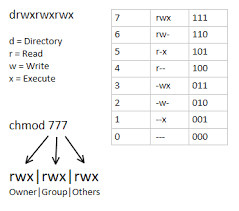 drwxrwxrwx
d = Directory
r = Read
w = Write
x = Execute
chmod 777
rwx|rwx|rwx
Owner|Group|Others
7 rwx 111
6 rw- 110
5 r-x 101
4 r-- 100
3 -wx 011
2 -w- 010
1 --x 001
0 --- 000